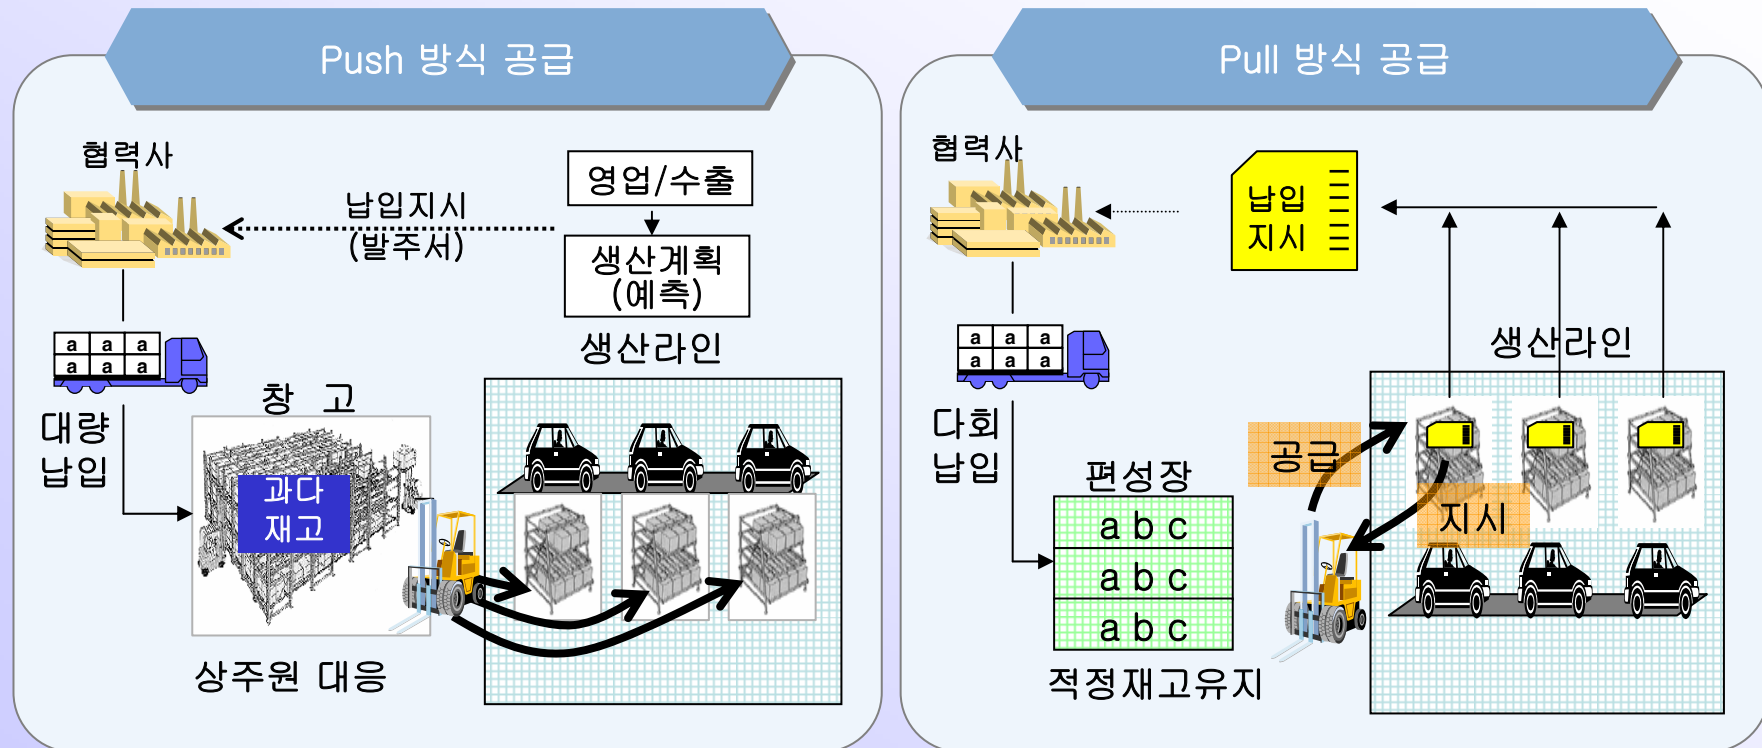 Push 방식 공급
협력사
납입지시
(발주서)
영업/수출
생산계획
(예측)
생산라인
a a a
a a a
대량
납입
창 고
과다
재고
상주원 대응
Pull 방식 공급
협력사
납입
지시
생산라인
a a a
a a a
다회
납입
편성장
a b c
a b c
a b c
적정재고유지
공급
지시